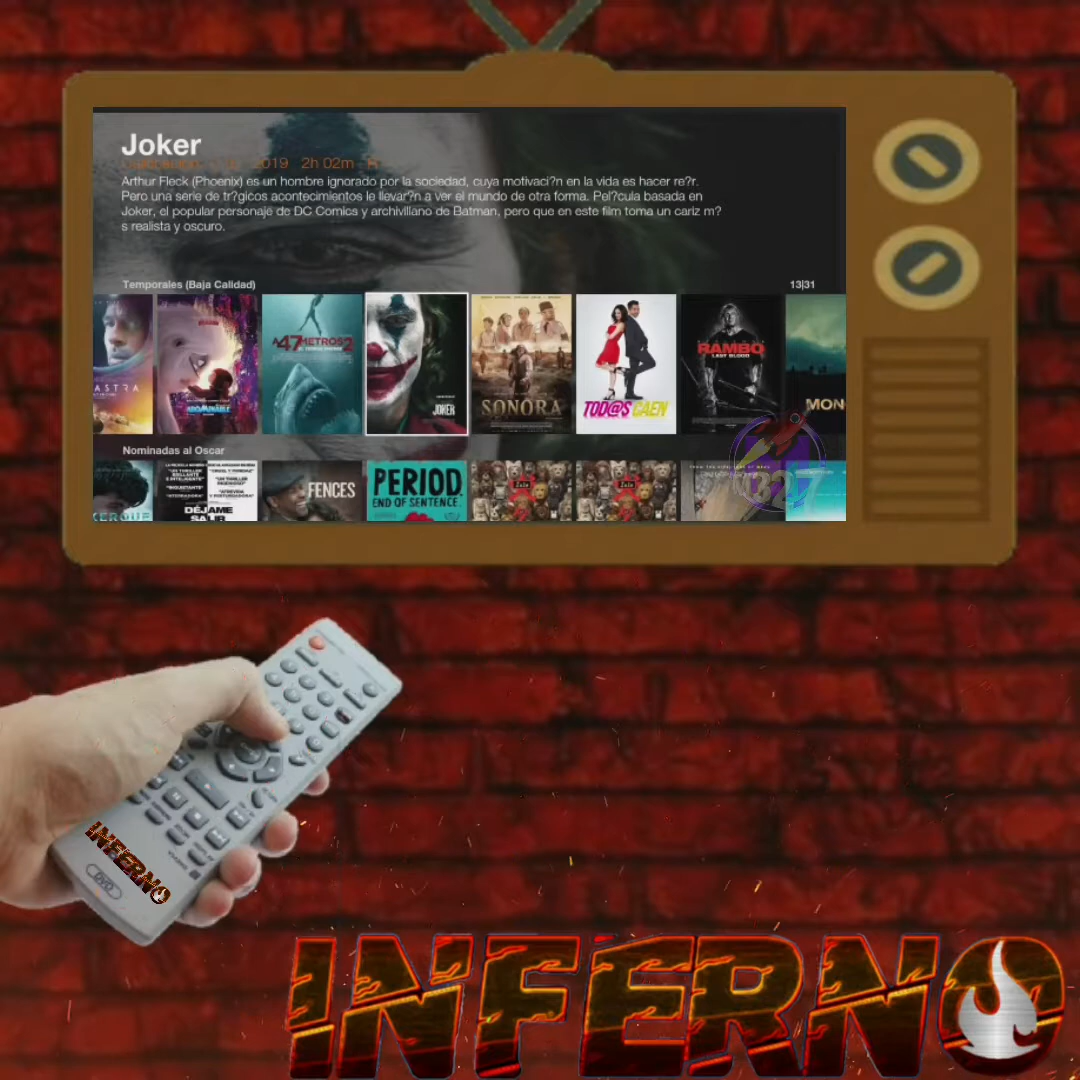 Joker
2019 2h 02m
Arthur Fleck (Phoenix) es un hombre ignorado por la sociedad, cuya motivaci?n en la vida es hacer re?r.
Pero una serie de tr?gicos acontecimientos le llevar?n a ver el mundo de otra forma. Pel?cula basada en
Joker, el popular personaje de DC Comics y archivillano de Batman, pero que en este film toma un cariz m?
s realista y oscuro.
Temporales (Baja Calidad) 13|31
ASTRA
ABOMINABLE
A 47 METROS 2
JOKER
SONORA
TOD@S CAEN
RAMBO
LAST BLOOD
MON
Nominadas al Oscar
DÉJAME
SALIR
FENCES
PERIOD.
END OF SENTENCE.
327
INFERNO
DVD
INFERNO